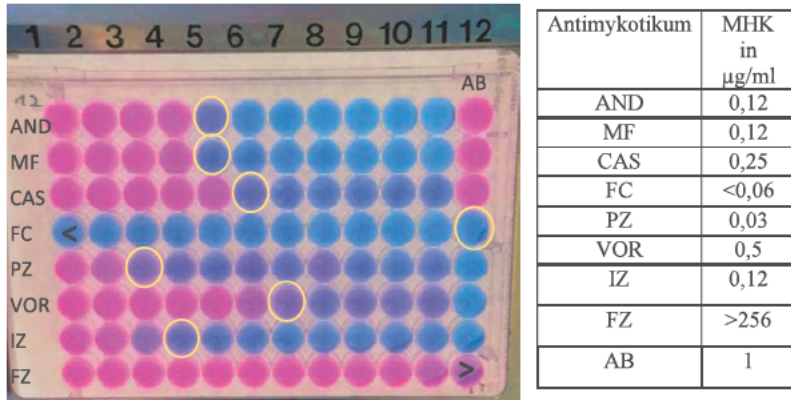 1 2 3 4 5 6 7 8 9 10 11 12
AB
12
AND
MF
CAS
FC <
PZ
VOR
IZ
FZ >
Antimykotikum MHK in µg/ml
AND 0,12
MF 0,12
CAS 0,25
FC <0,06
PZ 0,03
VOR 0,5
IZ 0,12
FZ >256
AB 1